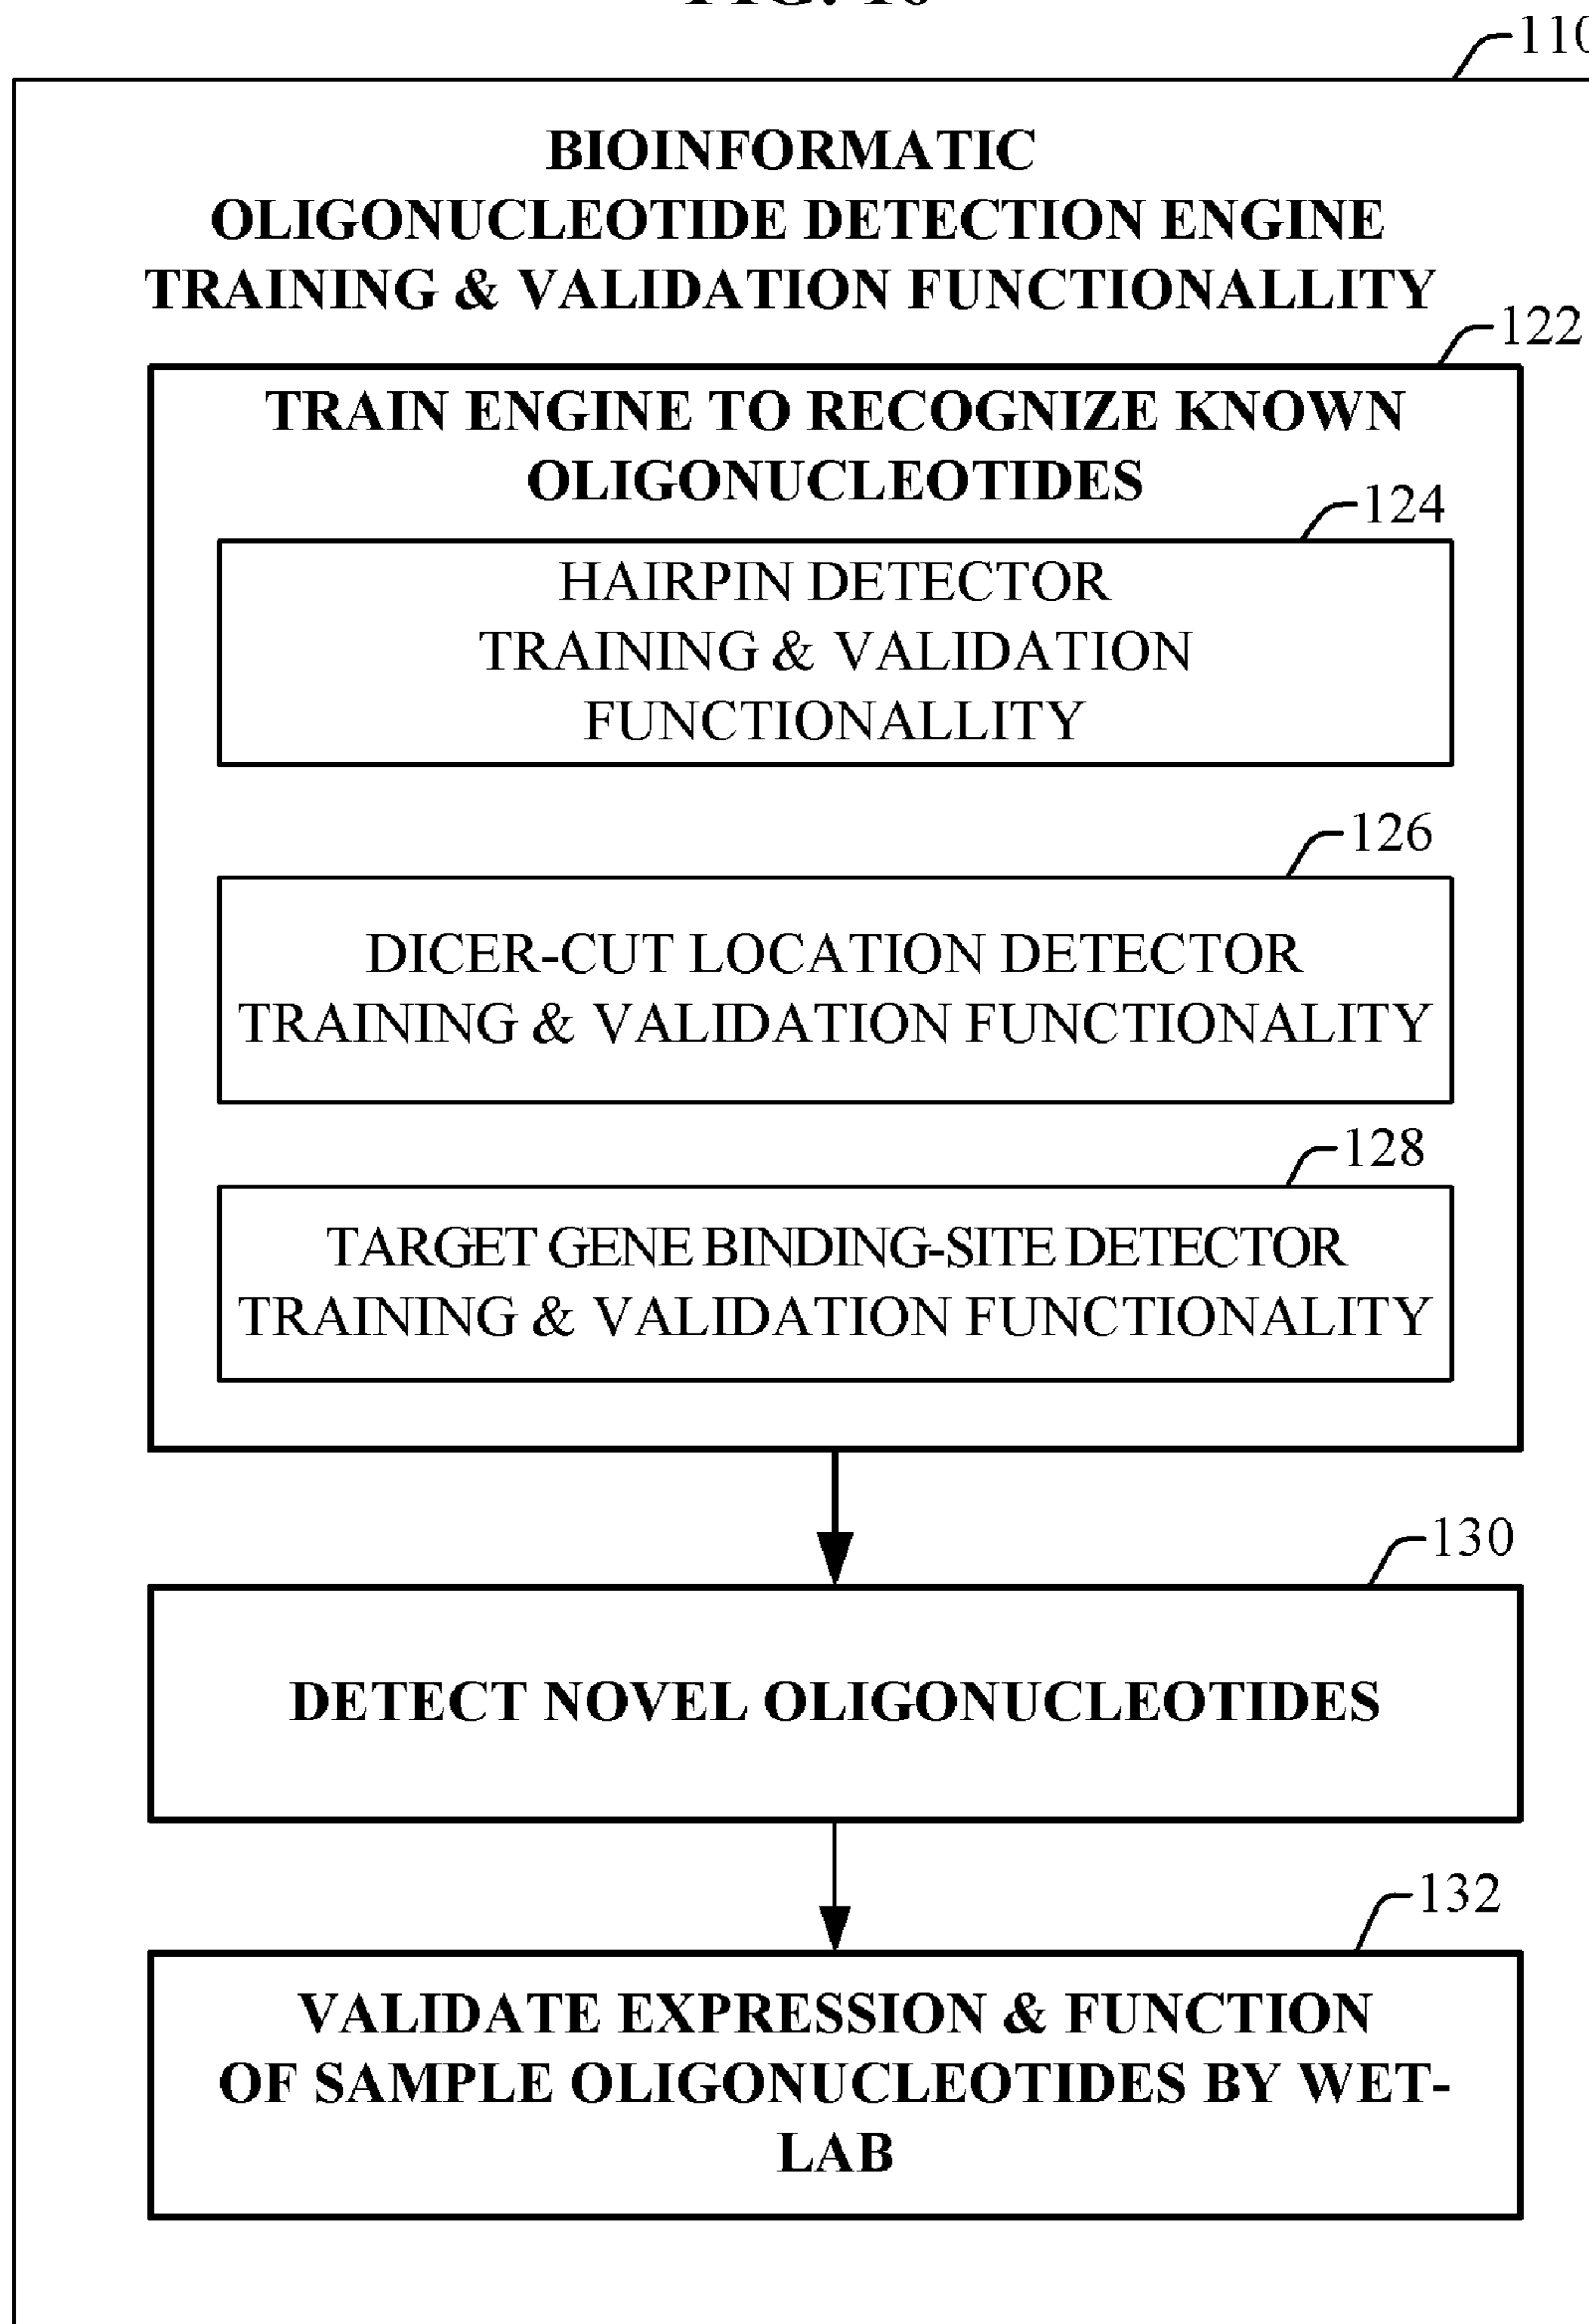 110
BIOINFORMATIC
OLIGONUCLEOTIDE DETECTION ENGINE
TRAINING & VALIDATION FUNCTIONALLITY
122
TRAIN ENGINE TO RECOGNIZE KNOWN
OLIGONUCLEOTIDES
124
HAIRPIN DETECTOR
TRAINING & VALIDATION
FUNCTIONALLITY
126
DICER-CUT LOCATION DETECTOR
TRAINING & VALIDATION FUNCTIONALITY
128
TARGET GENE BINDING-SITE DETECTOR
TRAINING & VALIDATION FUNCTIONALITY
130
DETECT NOVEL OLIGONUCLEOTIDES
132
VALIDATE EXPRESSION & FUNCTION
OF SAMPLE OLIGONUCLEOTIDES BY WET-
LAB